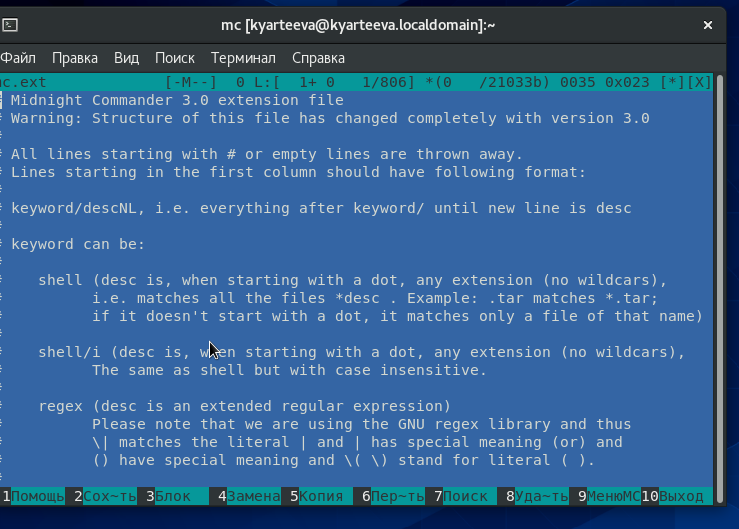 mc [kyarteeva@kyarteeva.localdomain]:~
Файл Правка Вид Поиск Терминал Справка
mc.ext [-M--] 0 L:[ 1+ 0 1/806] *(0 /21033b) 0035 0x023 [*][X]
# Midnight Commander 3.0 extension file
# Warning: Structure of this file has changed completely with version 3.0
#
# All lines starting with # or empty lines are thrown away.
# Lines starting in the first column should have following format:
#
# keyword/descNL, i.e. everything after keyword/ until new line is desc
#
# keyword can be:
#
# shell (desc is, when starting with a dot, any extension (no wildcars),
# i.e. matches all the files *desc . Example: .tar matches *.tar;
# if it doesn't start with a dot, it matches only a file of that name)
#
# shell/i (desc is, when starting with a dot, any extension (no wildcars),
# The same as shell but with case insensitive.
#
# regex (desc is an extended regular expression)
# Please note that we are using the GNU regex library and thus
# \| matches the literal | and | has special meaning (or) and
# () have special meaning and \( \) stand for literal ( ).
#
1Помощь 2Сох~ть 3Блок 4Замена 5Копия 6Пер~ть 7Поиск 8Уда~ть 9МенюМС 10Выход